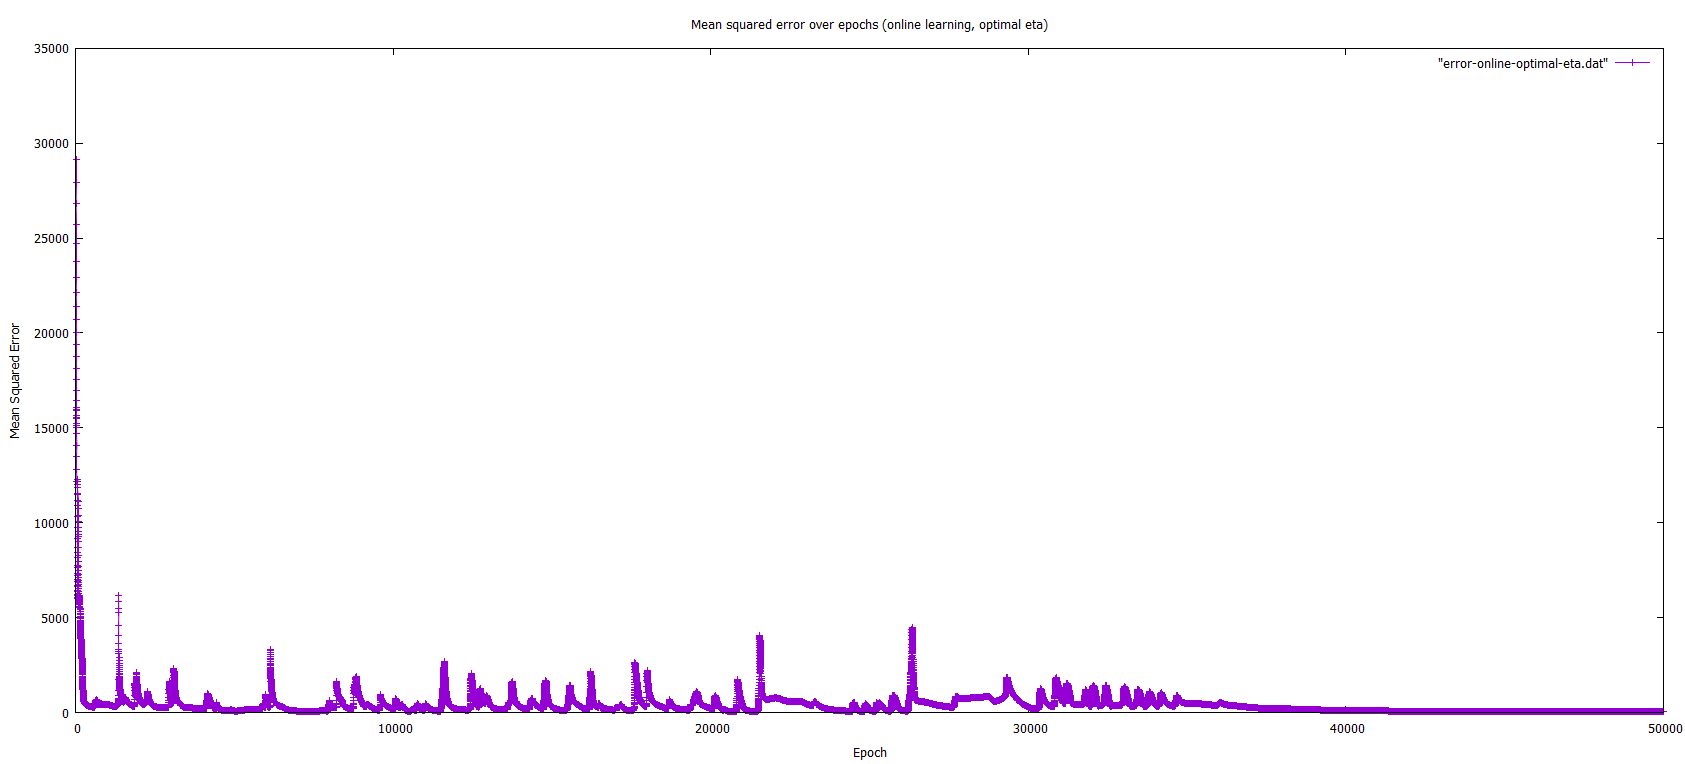 Mean squared error over epochs (online learning, optimal eta)
"error-online-optimal-eta.dat"
35000
30000
25000
20000
15000
10000
5000
0
Mean Squared Error
0 10000 20000 30000 40000 50000
Epoch